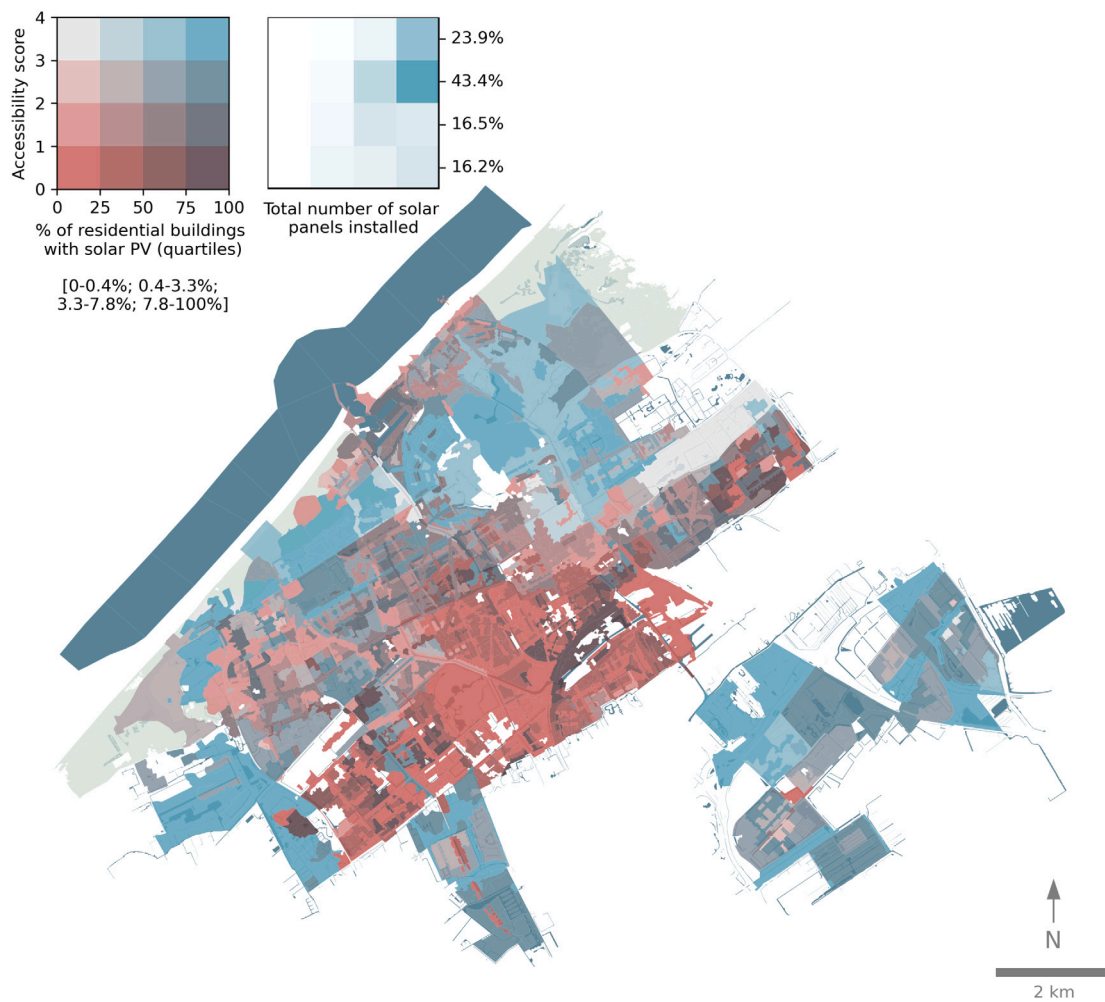 4
3
2
1
0
Accessibility score
0 25 50 75 100
% of residential buildings
with solar PV (quartiles)
[0-0.4%; 0.4-3.3%;
3.3-7.8%; 7.8-100%]
23.9%
43.4%
16.5%
16.2%
Total number of solar
panels installed
N
2 km